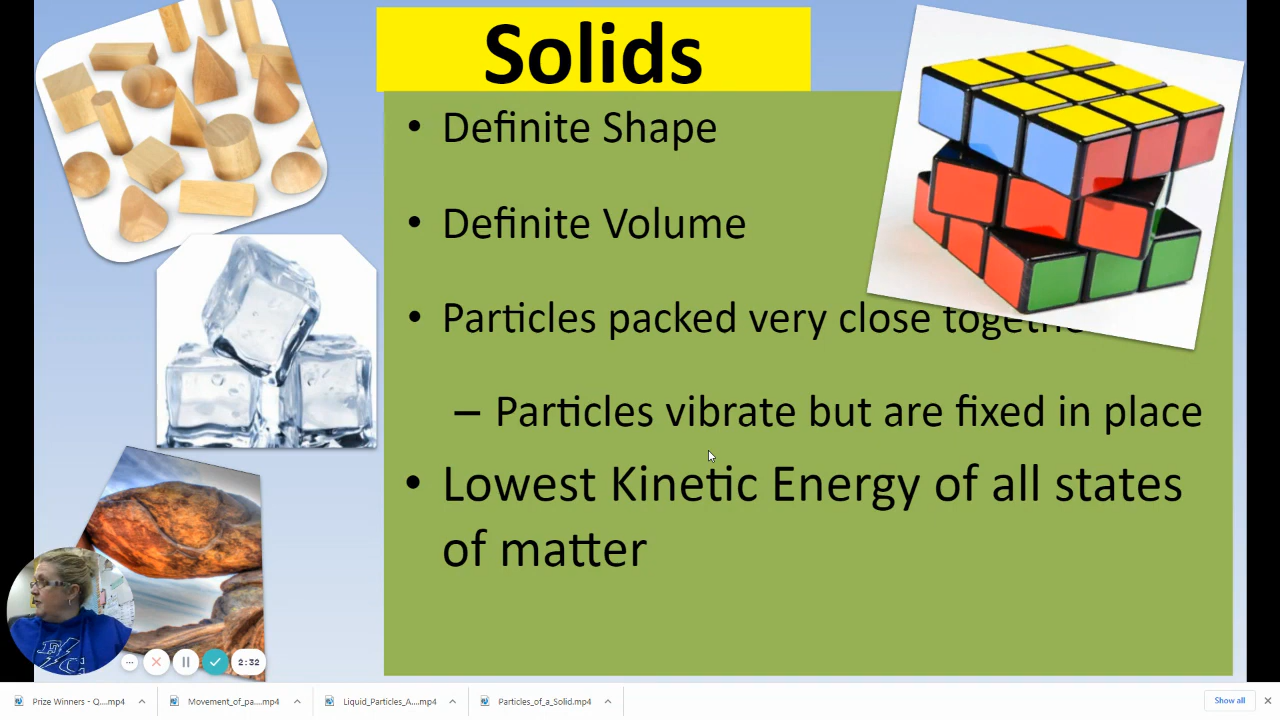 Solids
• Definite Shape
• Definite Volume
• Particles packed very close
– Particles vibrate but are fixed in place
• Lowest Kinetic Energy of all states
of matter
2:32
Prize Winners - Q....mp4
Movement_of_pa....mp4
Liquid_Particles_A....mp4
Particles_of_a_Solid.mp4
Show all